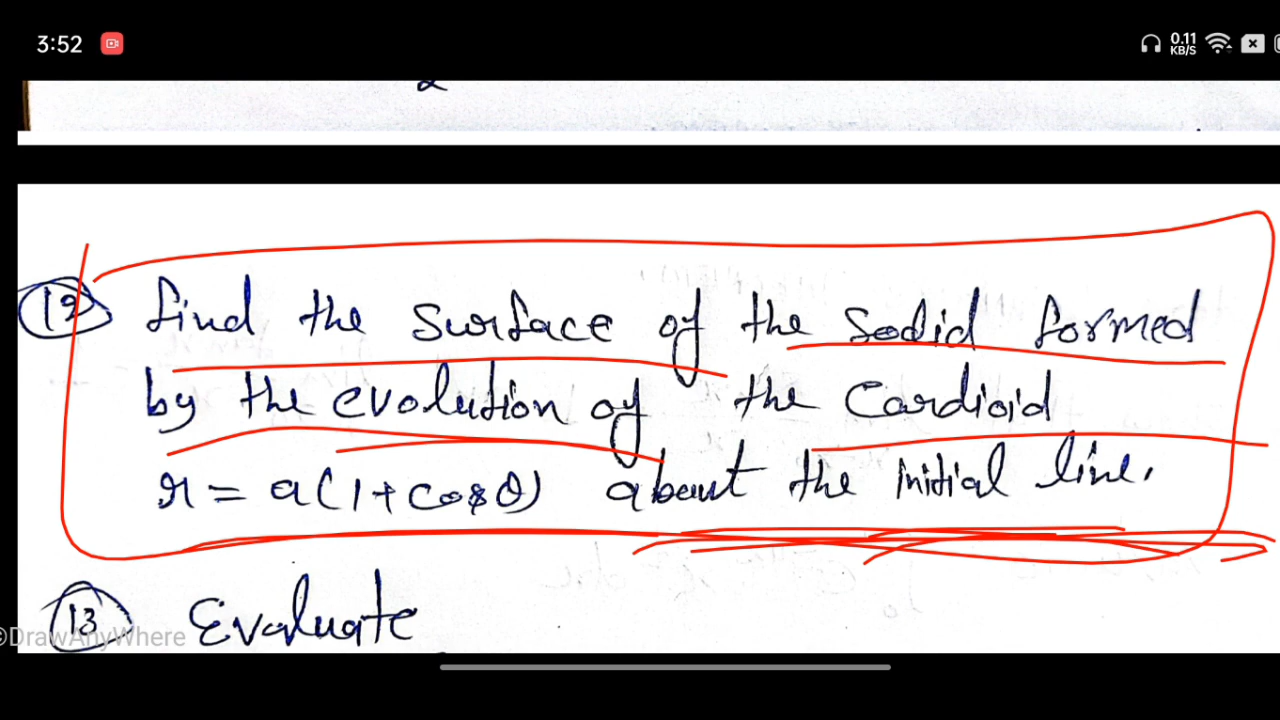 3:52
0.11
KB/S
α
12 find the surface of the sodid formed
by the evolution of the Cardioid
r = a(1+cosθ) about the initial line.
13 Evaluate
©DrawAnyWhere